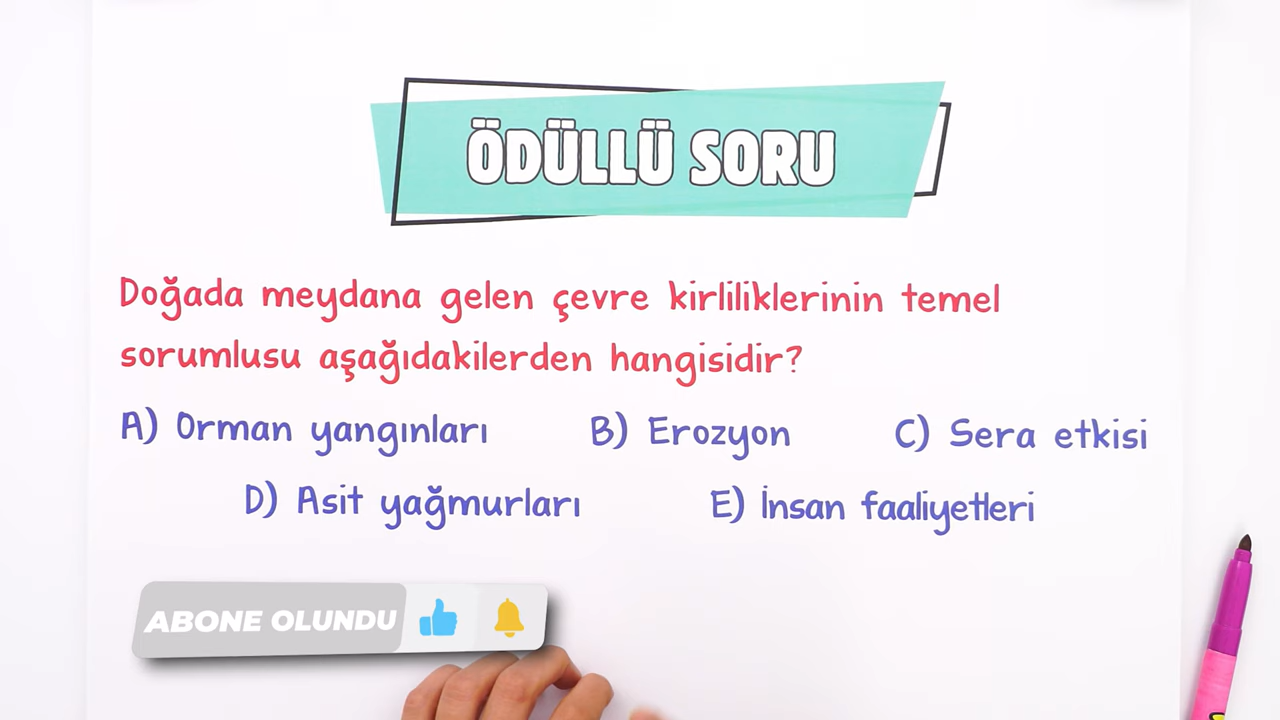 ÖDÜLLÜ SORU
Doğada meydana gelen çevre kirliliklerinin temel
sorumlusu aşağıdakilerden hangisidir?
A) Orman yangınları B) Erozyon C) Sera etkisi
D) Asit yağmurları E) İnsan faaliyetleri
ABONE OLUNDU